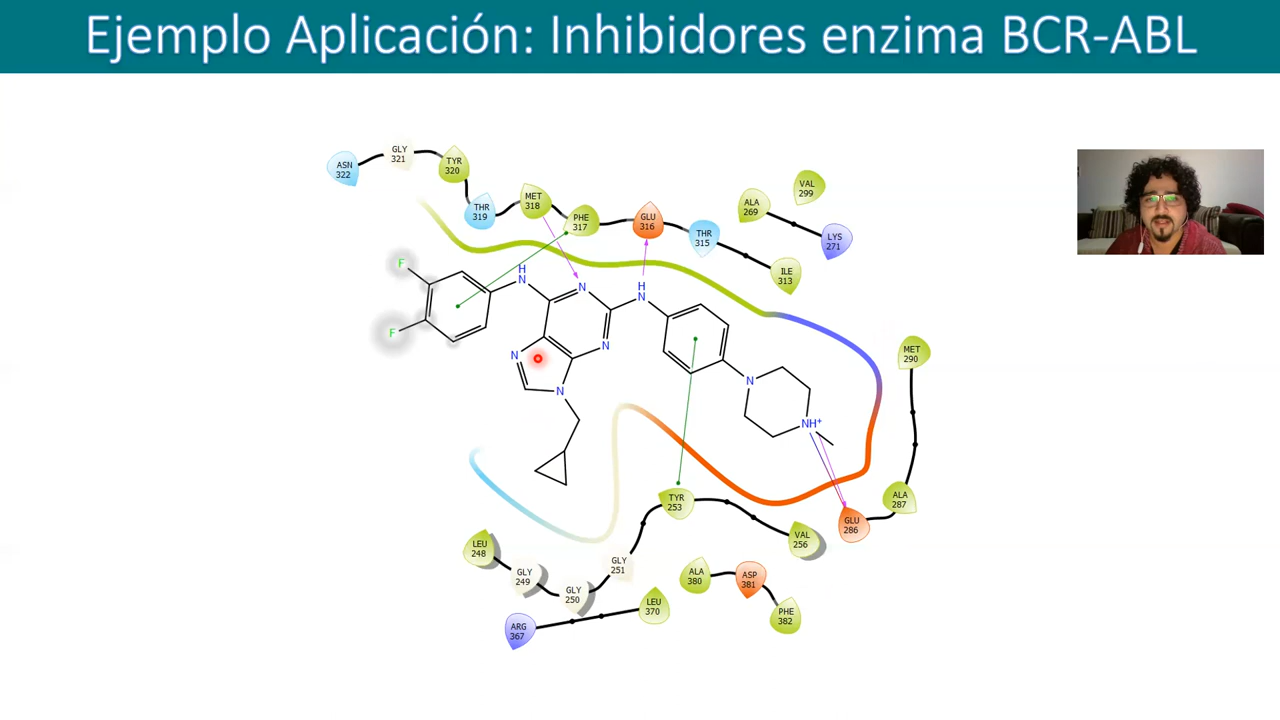 Ejemplo Aplicación: Inhibidores enzima BCR-ABL
ASN
322
GLY
321
TYR
320
THR
319
MET
318
PHE
317
GLU
316
THR
315
ILE
313
ALA
269
VAL
299
LYS
271
F
F
H
N
N
H
N
N
N
N
N
NH+
MET
290
ALA
287
GLU
286
VAL
256
TYR
253
GLY
251
GLY
250
GLY
249
LEU
248
ARG
367
LEU
370
ALA
380
ASP
381
PHE
382